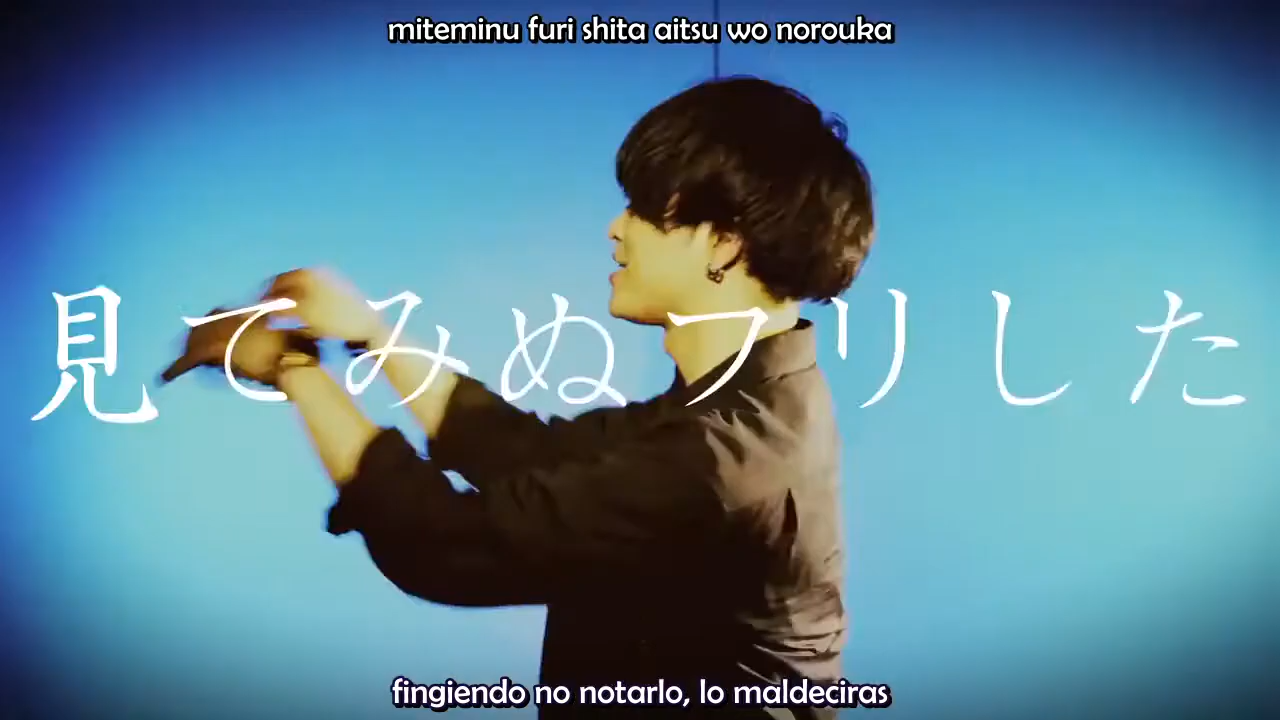 miteminu furi shita aitsu wo norouka
見てみぬフリした
fingiendo no notarlo, lo maldeciras